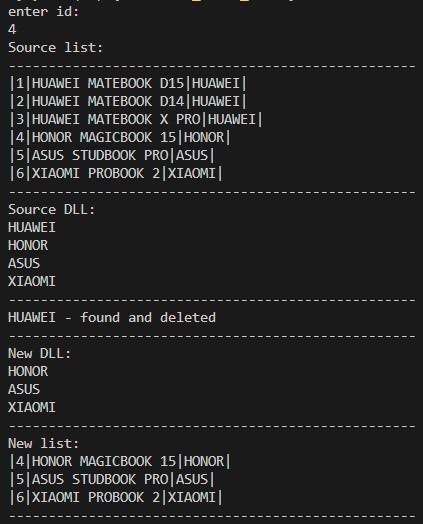 enter id:
4
Source list:
---------------------------------------------------
|1|HUAWEI MATEBOOK D15|HUAWEI|
|2|HUAWEI MATEBOOK D14|HUAWEI|
|3|HUAWEI MATEBOOK X PRO|HUAWEI|
|4|HONOR MAGICBOOK 15|HONOR|
|5|ASUS STUDBOOK PRO|ASUS|
|6|XIAOMI PROBOOK 2|XIAOMI|
---------------------------------------------------
Source DLL:
HUAWEI
HONOR
ASUS
XIAOMI
---------------------------------------------------
HUAWEI - found and deleted
---------------------------------------------------
New DLL:
HONOR
ASUS
XIAOMI
---------------------------------------------------
New list:
|4|HONOR MAGICBOOK 15|HONOR|
|5|ASUS STUDBOOK PRO|ASUS|
|6|XIAOMI PROBOOK 2|XIAOMI|
---------------------------------------------------